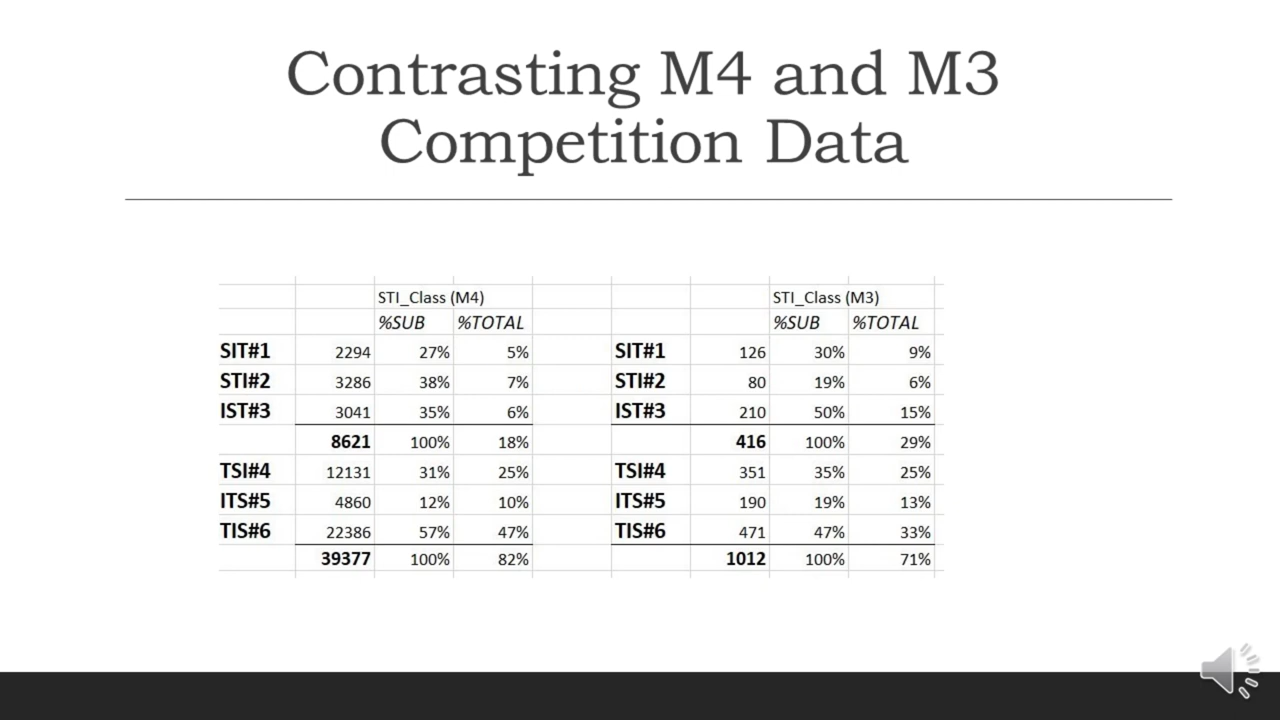 Contrasting M4 and M3
Competition Data
STI_Class (M4) STI_Class (M3)
%SUB %TOTAL %SUB %TOTAL
SIT#1 2294 27% 5% SIT#1 126 30% 9%
STI#2 3286 38% 7% STI#2 80 19% 6%
IST#3 3041 35% 6% IST#3 210 50% 15%
8621 100% 18% 416 100% 29%
TSI#4 12131 31% 25% TSI#4 351 35% 25%
ITS#5 4860 12% 10% ITS#5 190 19% 13%
TIS#6 22386 57% 47% TIS#6 471 47% 33%
39377 100% 82% 1012 100% 71%